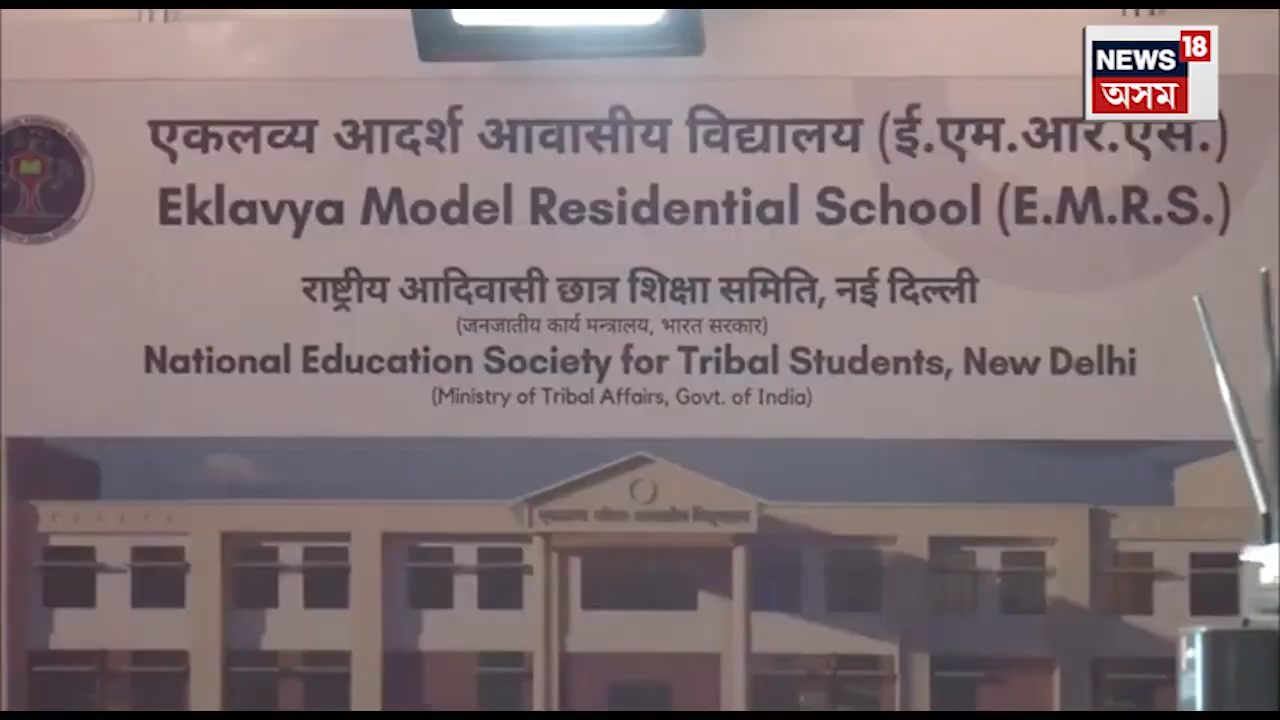 NEWS 18
অসম
एकलव्य आदर्श आवासीय विद्यालय (ई.एम.आर.एस.)
Eklavya Model Residential School (E.M.R.S.)
राष्ट्रीय आदिवासी छात्र शिक्षा समिति, नई दिल्ली
(जनजातीय कार्य मन्त्रालय, भारत सरकार)
National Education Society for Tribal Students, New Delhi
(Ministry of Tribal Affairs, Govt. of India)